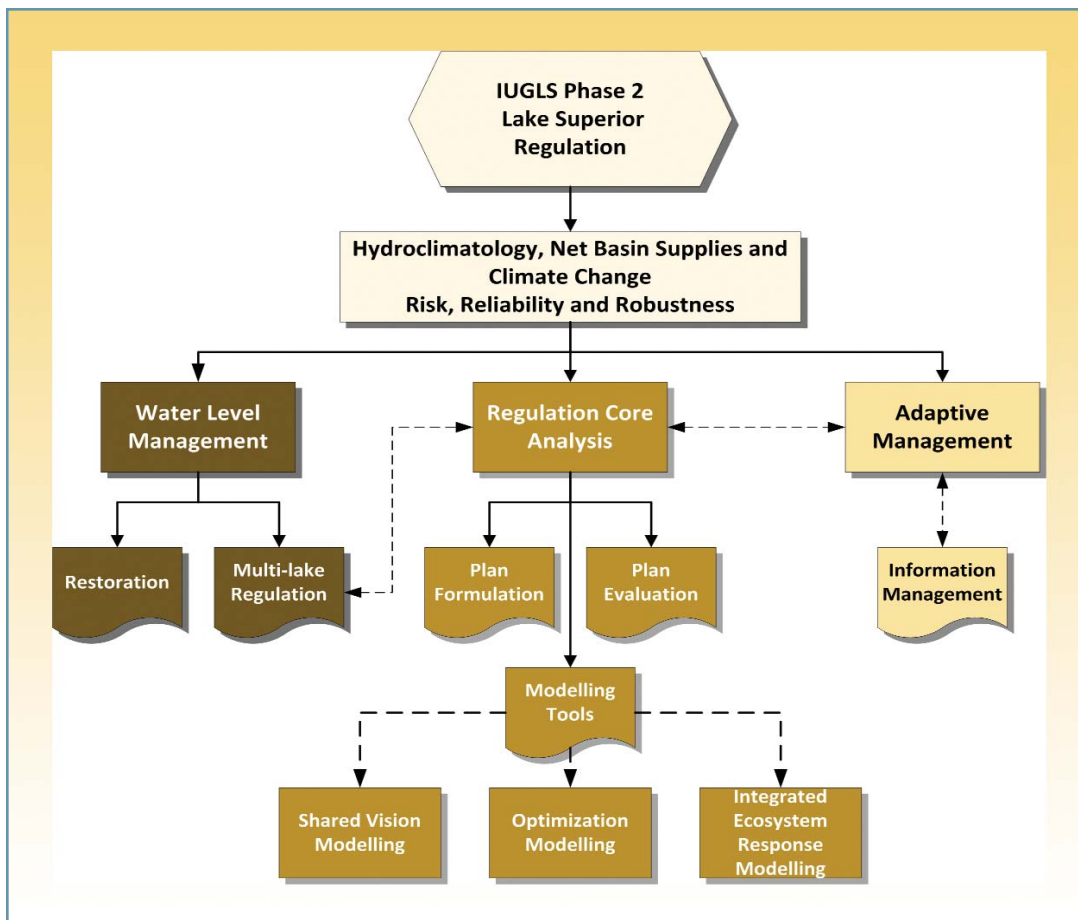 IUGLS Phase 2
Lake Superior
Regulation
Hydroclimatology, Net Basin Supplies and
Climate Change
Risk, Reliability and Robustness
Water Level
Management
Regulation Core
Analysis
Adaptive
Management
Restoration
Multi-lake
Regulation
Plan
Formulation
Plan
Evaluation
Information
Management
Modelling
Tools
Shared Vision
Modelling
Optimization
Modelling
Integrated
Ecosystem
Response
Modelling